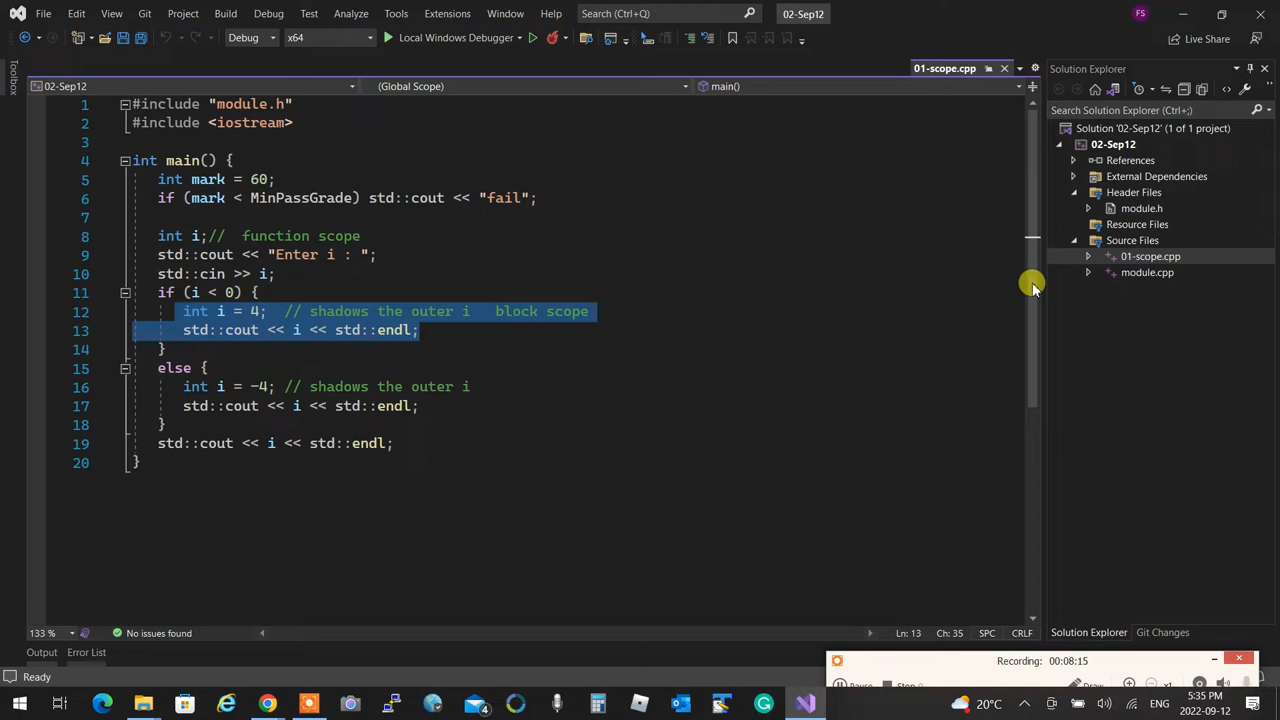 File Edit View Git Project Build Debug Test Analyze Tools Extensions Window Help Search (Ctrl+Q) 02-Sep12 FS
Debug x64 Local Windows Debugger Live Share
Toolbox
01-scope.cpp
02-Sep12 (Global Scope) main()
1 #include "module.h"
2 #include <iostream>
3
4 int main() {
5 int mark = 60;
6 if (mark < MinPassGrade) std::cout << "fail";
7
8 int i;// function scope
9 std::cout << "Enter i : ";
10 std::cin >> i;
11 if (i < 0) {
12 int i = 4; // shadows the outer i block scope
13 std::cout << i << std::endl;
14 }
15 else {
16 int i = -4; // shadows the outer i
17 std::cout << i << std::endl;
18 }
19 std::cout << i << std::endl;
20 }
Solution Explorer
Search Solution Explorer (Ctrl+;)
Solution '02-Sep12' (1 of 1 project)
02-Sep12
References
External Dependencies
Header Files
module.h
Resource Files
Source Files
01-scope.cpp
module.cpp
133 % No issues found Ln: 13 Ch: 35 SPC CRLF
Solution Explorer Git Changes
Output Error List
Ready
Recording: 00:08:15
Pause Stop Draw x1
4
20°C
5:35 PM
2022-09-12